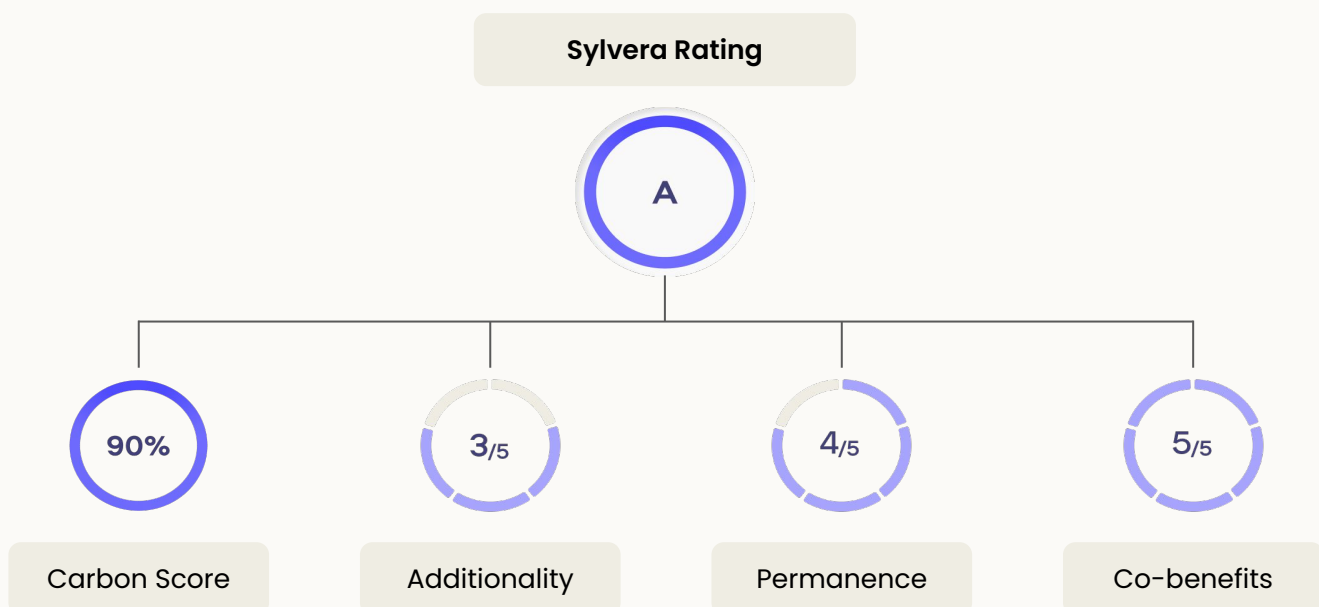 Sylvera Rating
A
90%
3/5
4/5
5/5
Carbon Score
Additionality
Permanence
Co-benefits